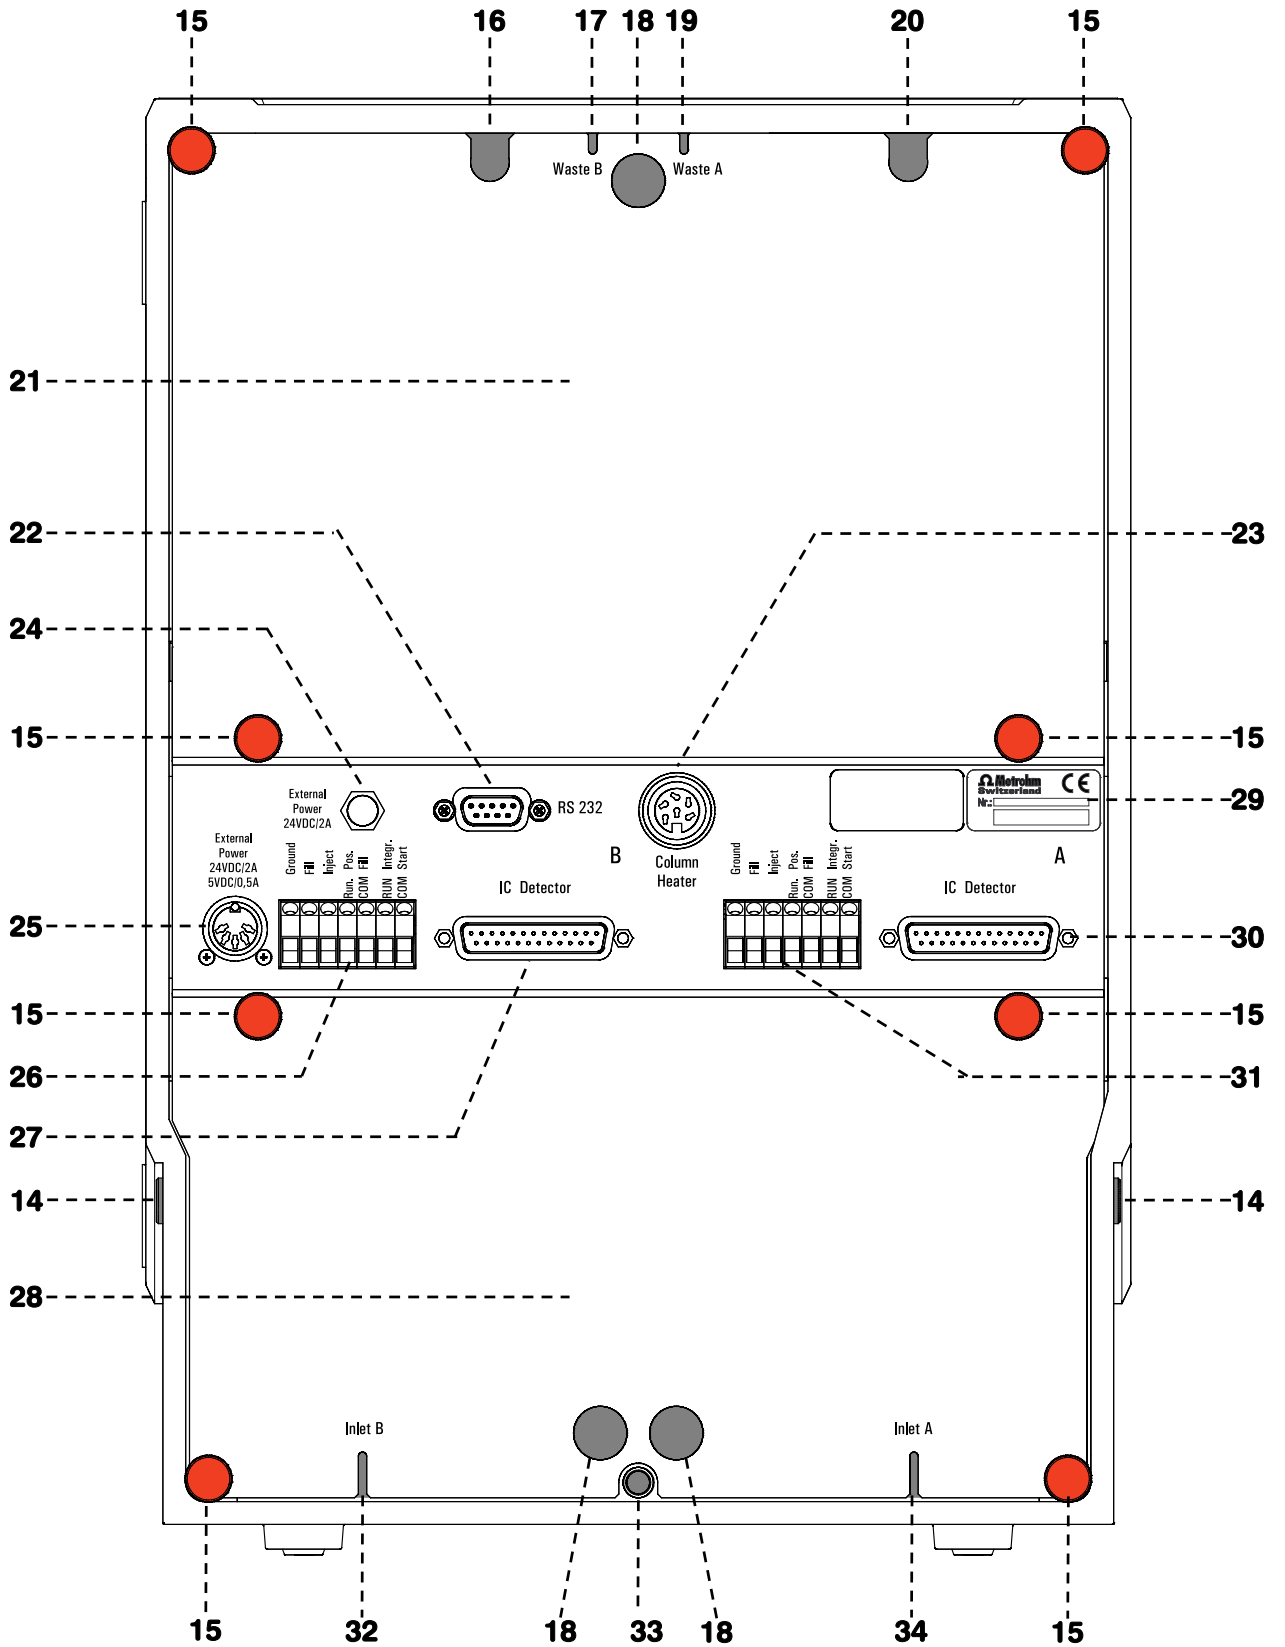 15 16 17 18 19 20 15
Waste B Waste A
21
22 23
24
15 15
External
Power
24VDC/2A
RS 232
Ω Metrohm
Switzerland
CE
Nr.:
29
External
Power
24VDC/2A
5VDC/0,5A
Ground
Fill
Inject
Run. Pos.
COM Fill
RUN Integr.
COM Start
IC Detector
B
Column
Heater
Ground
Fill
Inject
Run. Pos.
COM Fill
RUN Integr.
COM Start
IC Detector
A
25 30
15 15
26 31
27
14 14
28
Inlet B Inlet A
15 32 18 33 18 34 15